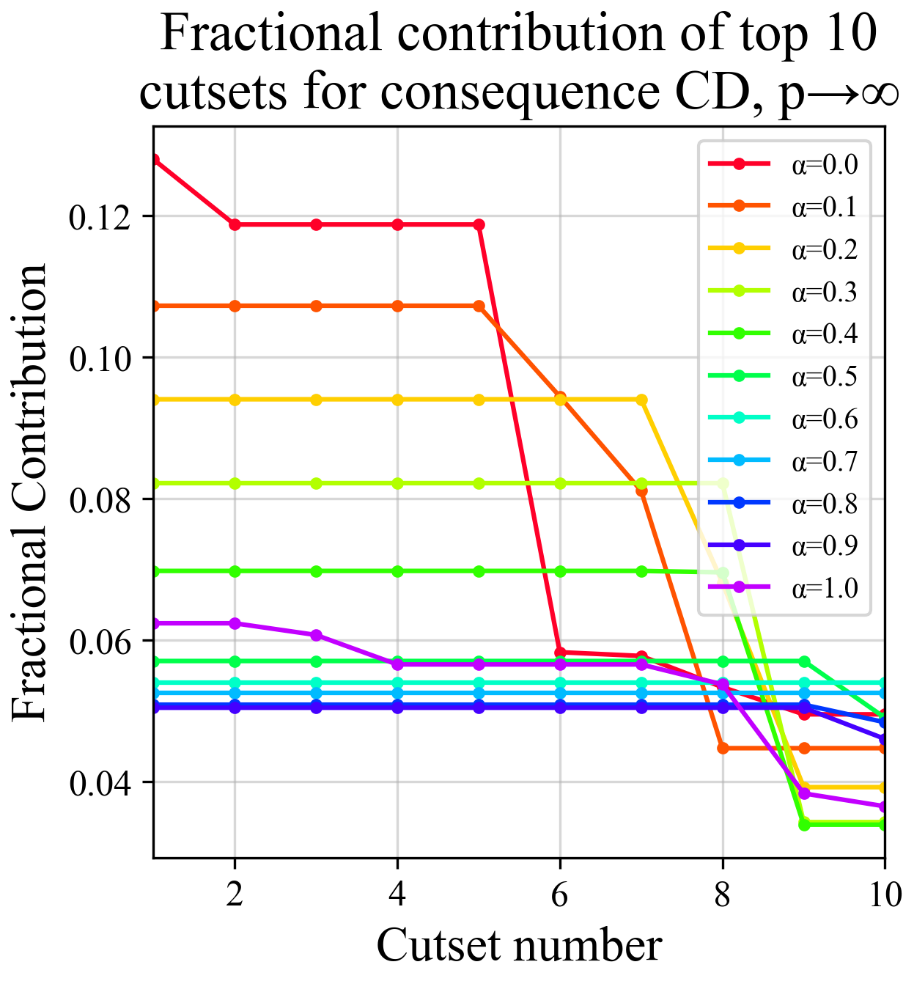 Fractional contribution of top 10
cutsets for consequence CD, p→∞
Fractional Contribution
0.12
0.10
0.08
0.06
0.04
2
4
6
8
10
Cutset number
α=0.0
α=0.1
α=0.2
α=0.3
α=0.4
α=0.5
α=0.6
α=0.7
α=0.8
α=0.9
α=1.0